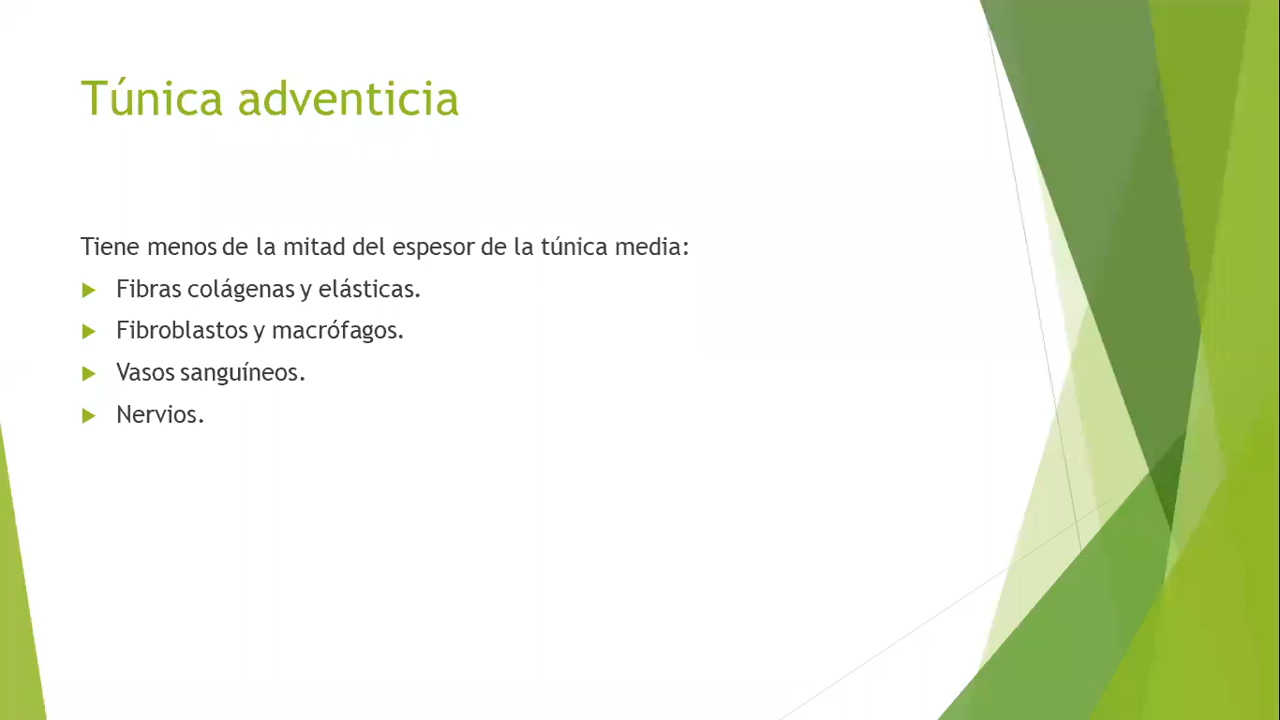 Túnica adventicia
Tiene menos de la mitad del espesor de la túnica media:
Fibras colágenas y elásticas.
Fibroblastos y macrófagos.
Vasos sanguíneos.
Nervios.